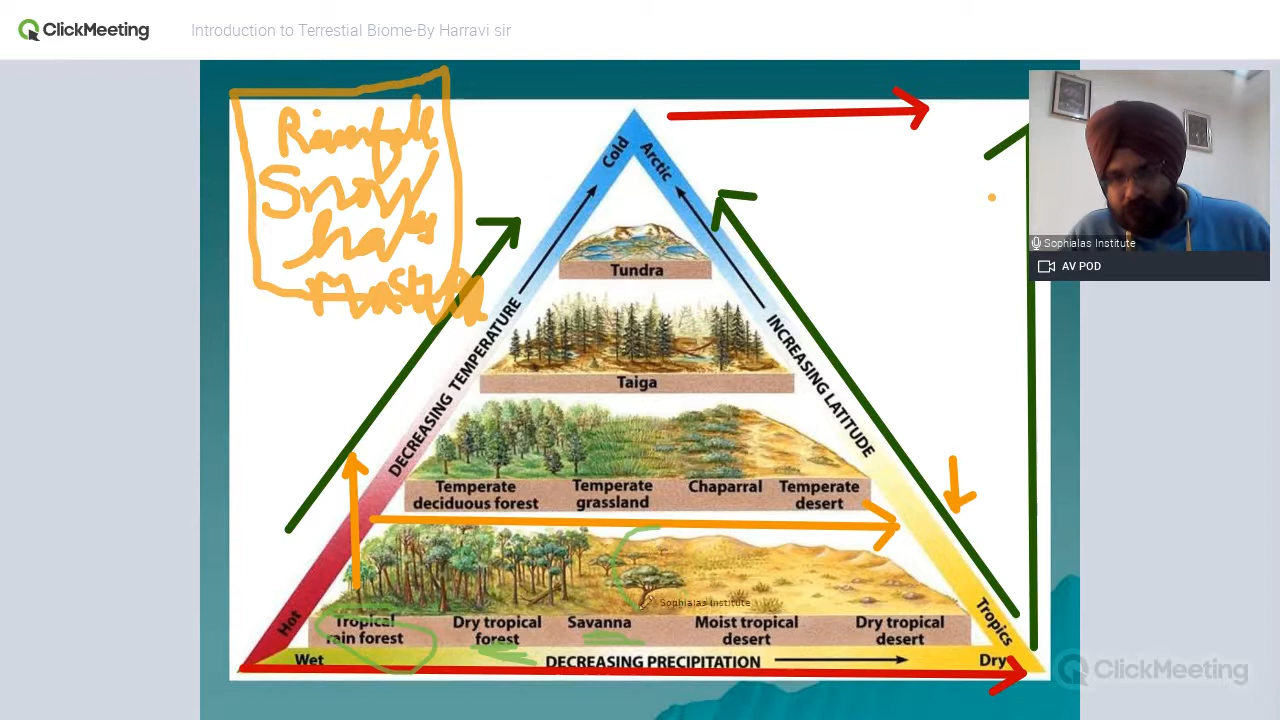 ClickMeeting
Introduction to Terrestial Biome-By Harravi sir
Rainfall
Snow
Cold
Arctic
Sophialas Institute
AV POD
Tundra
DECREASING TEMPERATURE
INCREASING LATITUDE
Taiga
Temperate deciduous forest
Temperate grassland
Chaparral
Temperate desert
Sophialas Institute
Hot
Tropics
Tropical rain forest
Dry tropical forest
Savanna
Moist tropical desert
Dry tropical desert
Wet
DECREASING PRECIPITATION
Dry
ClickMeeting